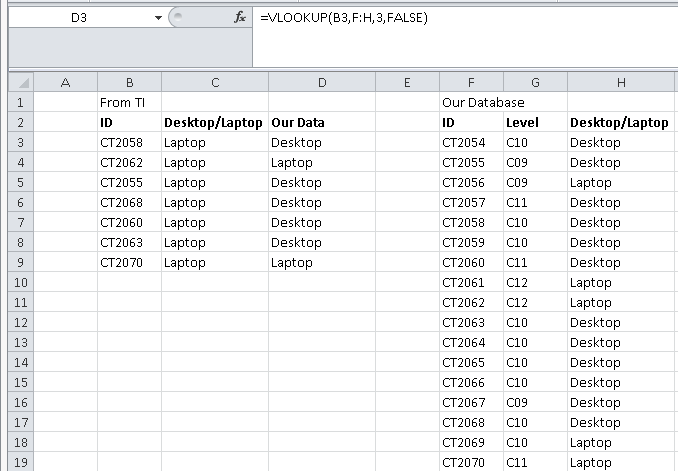 D3 fx =VLOOKUP(B3,F:H,3,FALSE)
A B C D E F G H
1 From TI Our Database
2 ID Desktop/Laptop Our Data ID Level Desktop/Laptop
3 CT2058 Laptop Desktop CT2054 C10 Desktop
4 CT2062 Laptop Laptop CT2055 C09 Desktop
5 CT2055 Laptop Desktop CT2056 C09 Laptop
6 CT2068 Laptop Desktop CT2057 C11 Desktop
7 CT2060 Laptop Desktop CT2058 C10 Desktop
8 CT2063 Laptop Desktop CT2059 C10 Desktop
9 CT2070 Laptop Laptop CT2060 C11 Desktop
10 CT2061 C12 Laptop
11 CT2062 C12 Laptop
12 CT2063 C10 Desktop
13 CT2064 C10 Desktop
14 CT2065 C10 Desktop
15 CT2066 C10 Desktop
16 CT2067 C09 Desktop
17 CT2068 C10 Desktop
18 CT2069 C10 Laptop
19 CT2070 C11 Laptop